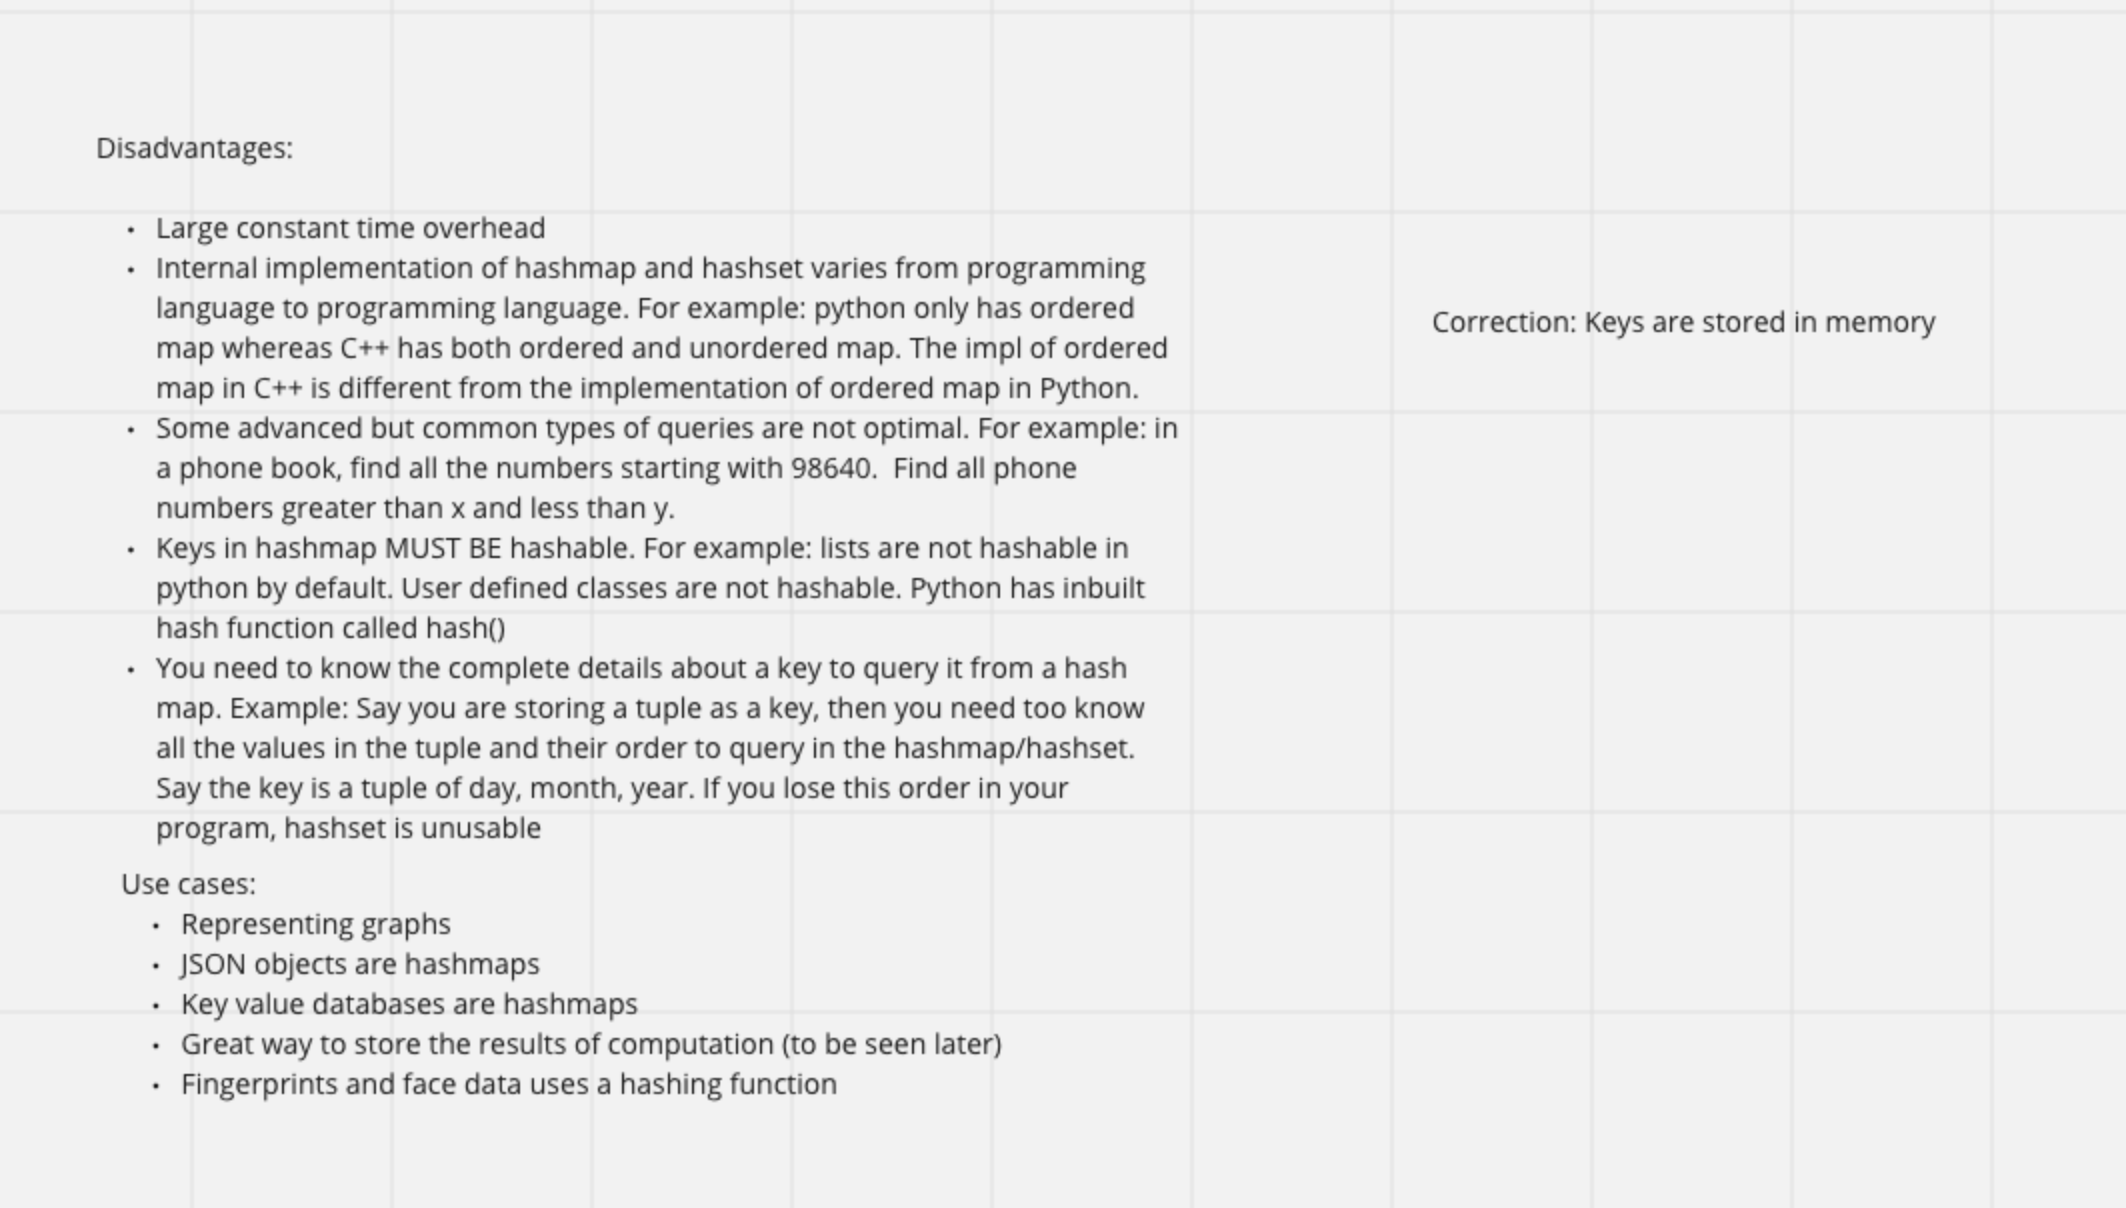 Disadvantages:
• Large constant time overhead
• Internal implementation of hashmap and hashset varies from programming
language to programming language. For example: python only has ordered
map whereas C++ has both ordered and unordered map. The impl of ordered
map in C++ is different from the implementation of ordered map in Python.
• Some advanced but common types of queries are not optimal. For example: in
a phone book, find all the numbers starting with 98640.  Find all phone
numbers greater than x and less than y.
• Keys in hashmap MUST BE hashable. For example: lists are not hashable in
python by default. User defined classes are not hashable. Python has inbuilt
hash function called hash()
• You need to know the complete details about a key to query it from a hash
map. Example: Say you are storing a tuple as a key, then you need too know
all the values in the tuple and their order to query in the hashmap/hashset.
Say the key is a tuple of day, month, year. If you lose this order in your
program, hashset is unusable
Use cases:
• Representing graphs
• JSON objects are hashmaps
• Key value databases are hashmaps
• Great way to store the results of computation (to be seen later)
• Fingerprints and face data uses a hashing function
Correction: Keys are stored in memory